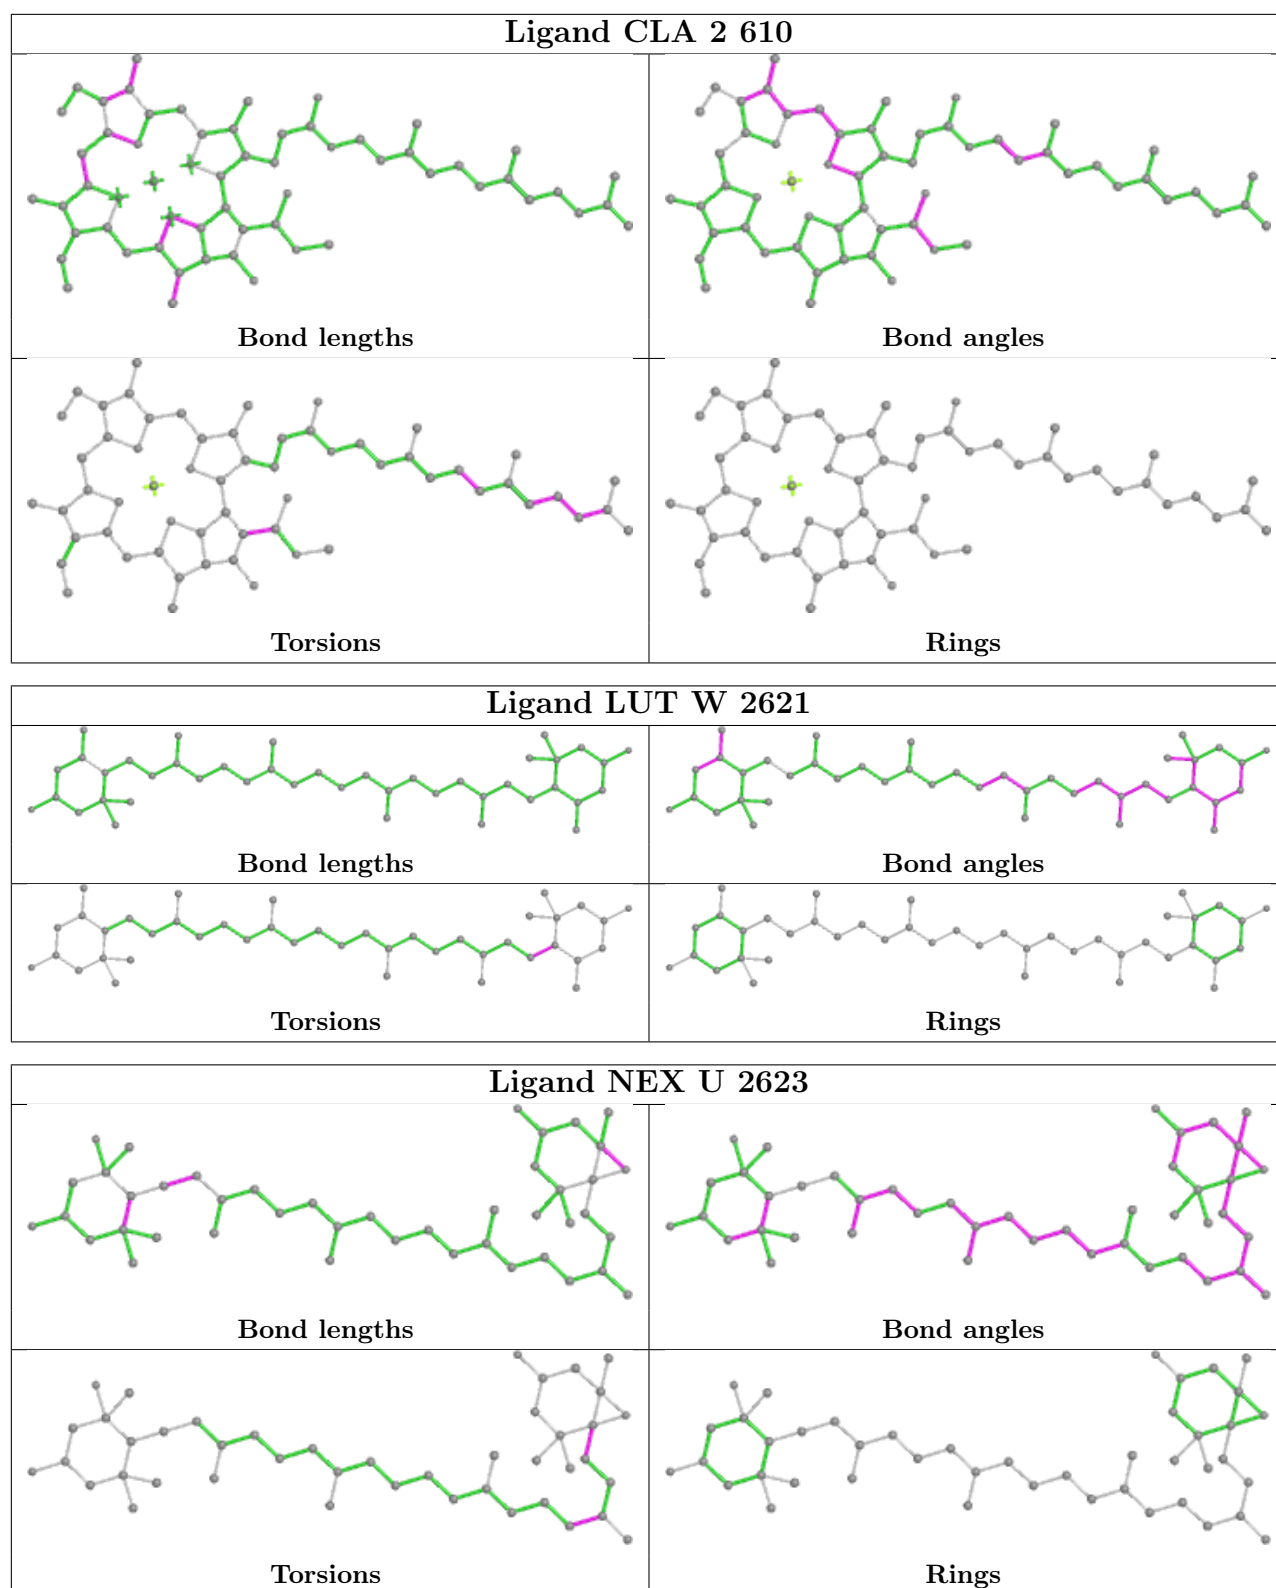 Ligand CLA 2 610
Bond lengths
Bond angles
Torsions
Rings
Ligand LUT W 2621
Bond lengths
Bond angles
Torsions
Rings
Ligand NEX U 2623
Bond lengths
Bond angles
Torsions
Rings